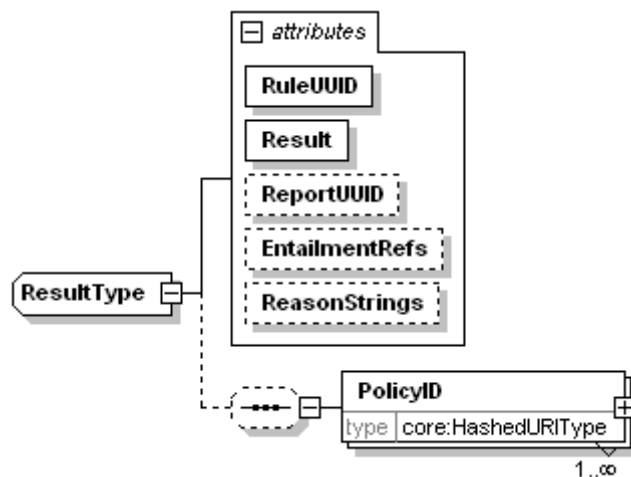 attributes
RuleUUID
Result
ReportUUID
EntailmentRefs
ReasonStrings
ResultType
PolicyID
type core:HashedURIType
1..∞